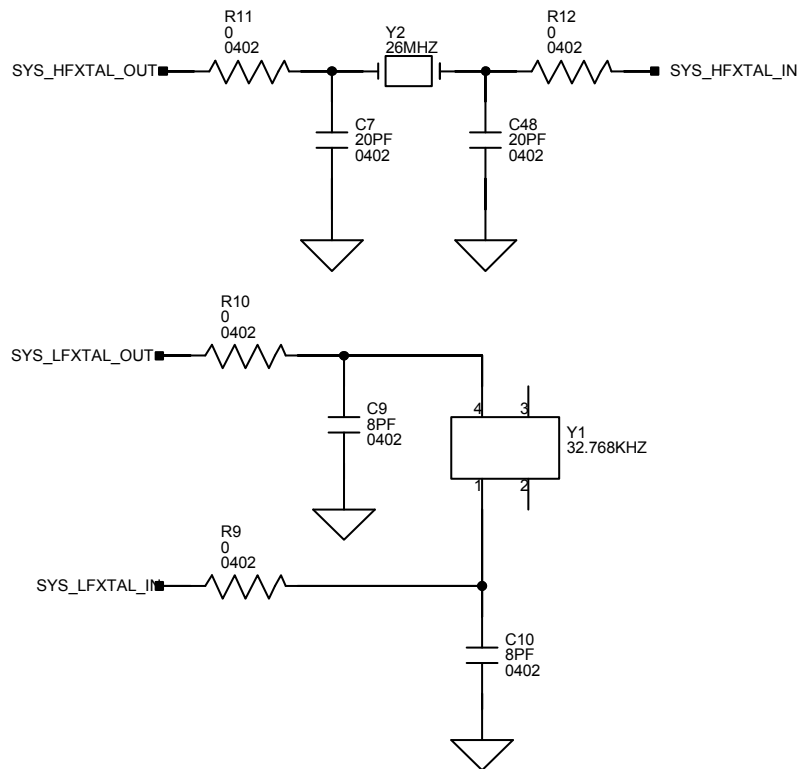 R11
0
0402
Y2
26MHZ
R12
0
0402
SYS_HFXTAL_OUT
SYS_HFXTAL_IN
C7
20PF
0402
C48
20PF
0402
R10
0
0402
SYS_LFXTAL_OUT
C9
8PF
0402
4
3
Y1
32.768KHZ
1
2
R9
0
0402
SYS_LFXTAL_IN
C10
8PF
0402